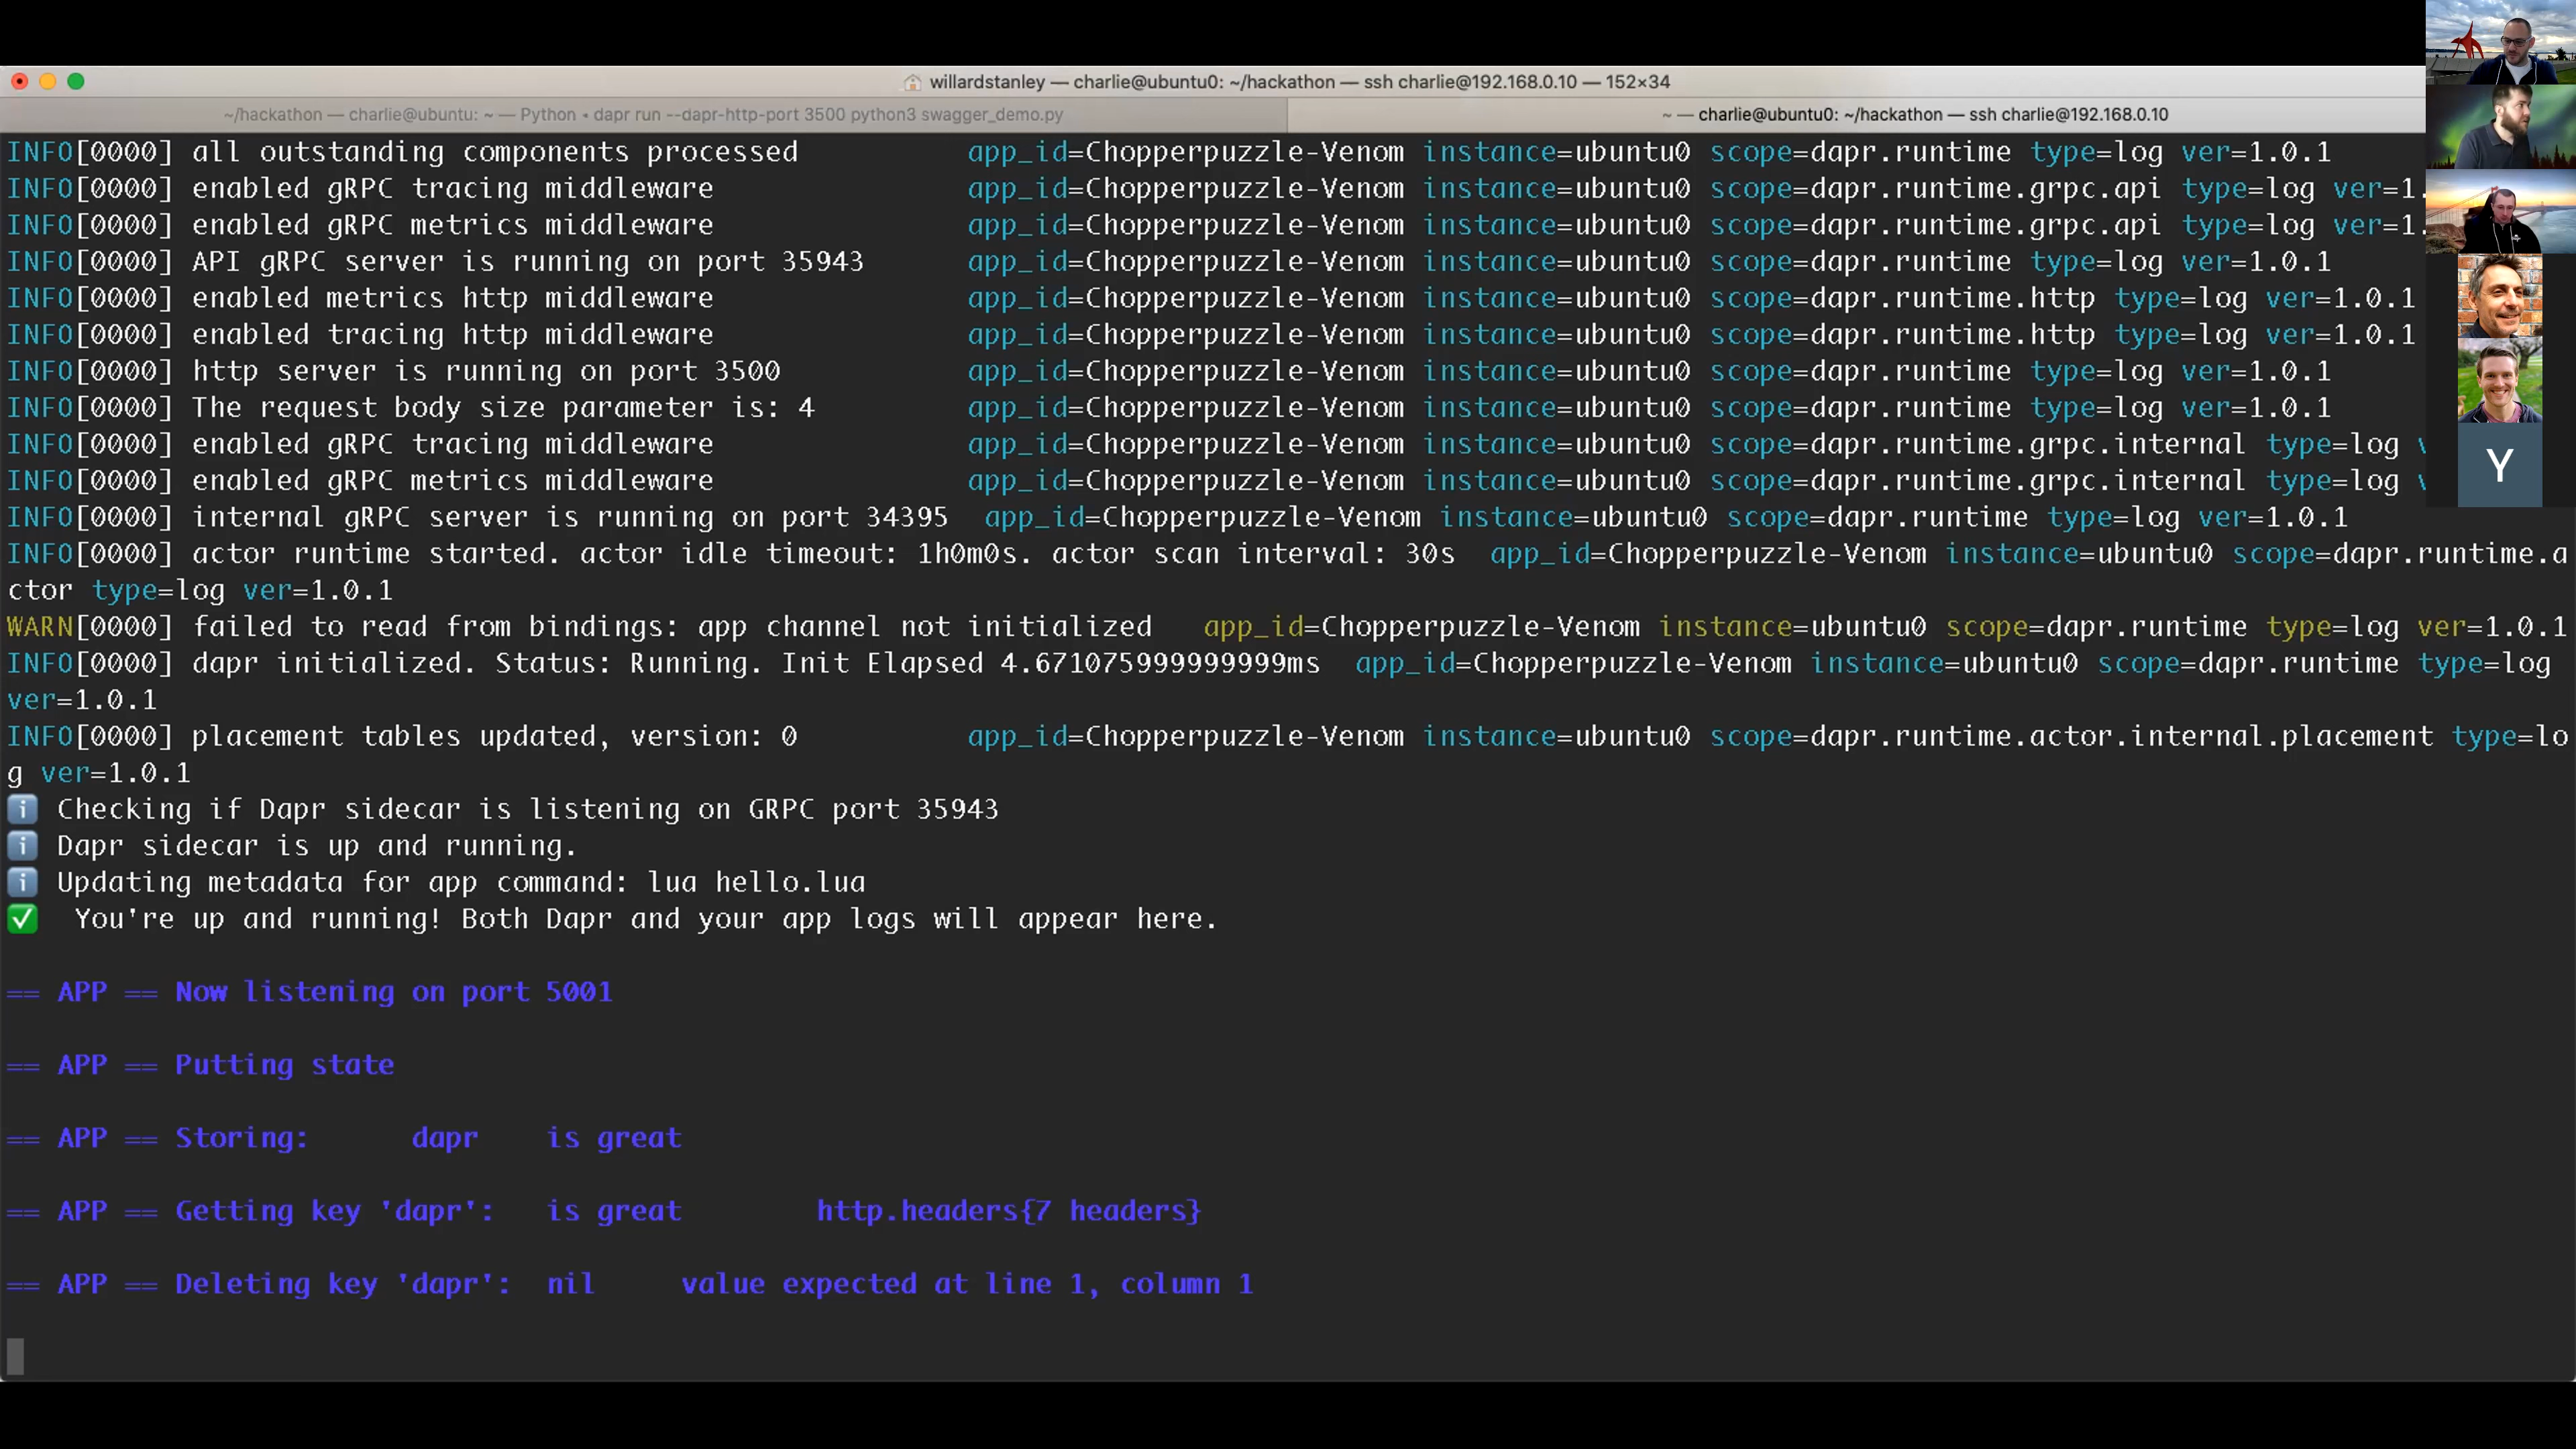 willardstanley — charlie@ubuntu0: ~/hackathon — ssh charlie@192.168.0.10 — 152×34
~/hackathon — charlie@ubuntu: ~ — Python • dapr run --dapr-http-port 3500 python3 swagger_demo.py
~ — charlie@ubuntu0: ~/hackathon — ssh charlie@192.168.0.10
INFO[0000] all outstanding components processed app_id=Chopperpuzzle-Venom instance=ubuntu0 scope=dapr.runtime type=log ver=1.0.1
INFO[0000] enabled gRPC tracing middleware app_id=Chopperpuzzle-Venom instance=ubuntu0 scope=dapr.runtime.grpc.api type=log ver=1.
INFO[0000] enabled gRPC metrics middleware app_id=Chopperpuzzle-Venom instance=ubuntu0 scope=dapr.runtime.grpc.api type=log ver=1.
INFO[0000] API gRPC server is running on port 35943 app_id=Chopperpuzzle-Venom instance=ubuntu0 scope=dapr.runtime type=log ver=1.0.1
INFO[0000] enabled metrics http middleware app_id=Chopperpuzzle-Venom instance=ubuntu0 scope=dapr.runtime.http type=log ver=1.0.1
INFO[0000] enabled tracing http middleware app_id=Chopperpuzzle-Venom instance=ubuntu0 scope=dapr.runtime.http type=log ver=1.0.1
INFO[0000] http server is running on port 3500 app_id=Chopperpuzzle-Venom instance=ubuntu0 scope=dapr.runtime type=log ver=1.0.1
INFO[0000] The request body size parameter is: 4 app_id=Chopperpuzzle-Venom instance=ubuntu0 scope=dapr.runtime type=log ver=1.0.1
INFO[0000] enabled gRPC tracing middleware app_id=Chopperpuzzle-Venom instance=ubuntu0 scope=dapr.runtime.grpc.internal type=log
INFO[0000] enabled gRPC metrics middleware app_id=Chopperpuzzle-Venom instance=ubuntu0 scope=dapr.runtime.grpc.internal type=log
Y
INFO[0000] internal gRPC server is running on port 34395 app_id=Chopperpuzzle-Venom instance=ubuntu0 scope=dapr.runtime type=log ver=1.0.1
INFO[0000] actor runtime started. actor idle timeout: 1h0m0s. actor scan interval: 30s app_id=Chopperpuzzle-Venom instance=ubuntu0 scope=dapr.runtime.a
ctor type=log ver=1.0.1
WARN[0000] failed to read from bindings: app channel not initialized app_id=Chopperpuzzle-Venom instance=ubuntu0 scope=dapr.runtime type=log ver=1.0.1
INFO[0000] dapr initialized. Status: Running. Init Elapsed 4.671075999999999ms app_id=Chopperpuzzle-Venom instance=ubuntu0 scope=dapr.runtime type=log
ver=1.0.1
INFO[0000] placement tables updated, version: 0 app_id=Chopperpuzzle-Venom instance=ubuntu0 scope=dapr.runtime.actor.internal.placement type=lo
g ver=1.0.1
Checking if Dapr sidecar is listening on GRPC port 35943
Dapr sidecar is up and running.
Updating metadata for app command: lua hello.lua
You're up and running! Both Dapr and your app logs will appear here.
== APP == Now listening on port 5001
== APP == Putting state
== APP == Storing: dapr is great
== APP == Getting key 'dapr': is great http.headers{7 headers}
== APP == Deleting key 'dapr': nil value expected at line 1, column 1